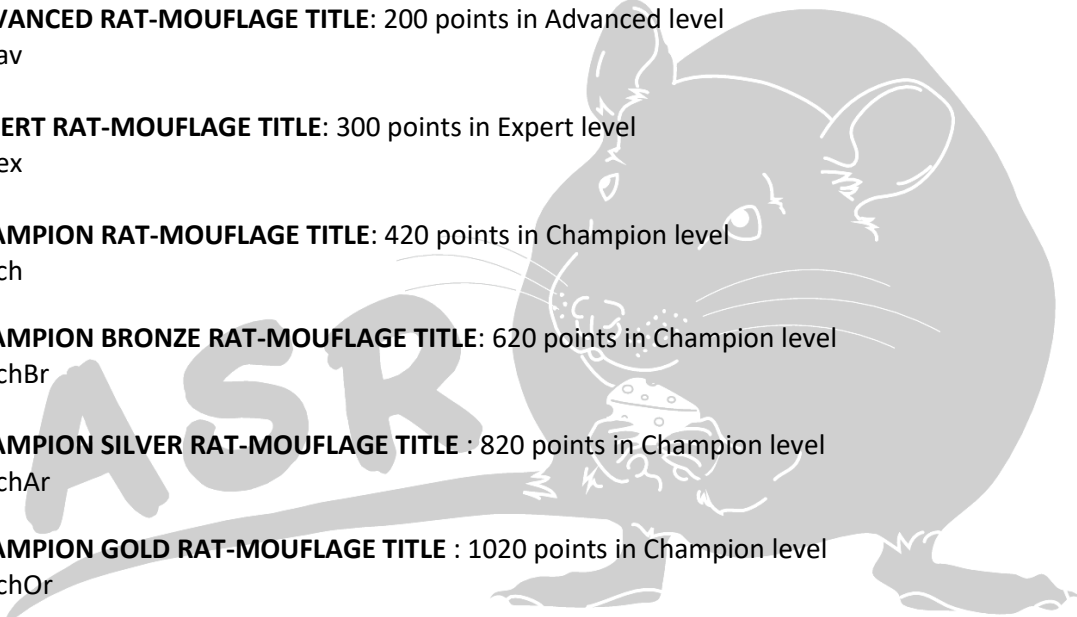 VANCED RAT-MOUFLAGE TITLE: 200 points in Advanced level
av
ERT RAT-MOUFLAGE TITLE: 300 points in Expert level
ex
AMPION RAT-MOUFLAGE TITLE: 420 points in Champion level
ch
AMPION BRONZE RAT-MOUFLAGE TITLE: 620 points in Champion level
chBr
AMPION SILVER RAT-MOUFLAGE TITLE : 820 points in Champion level
chAr
AMPION GOLD RAT-MOUFLAGE TITLE : 1020 points in Champion level
chOr
ASR